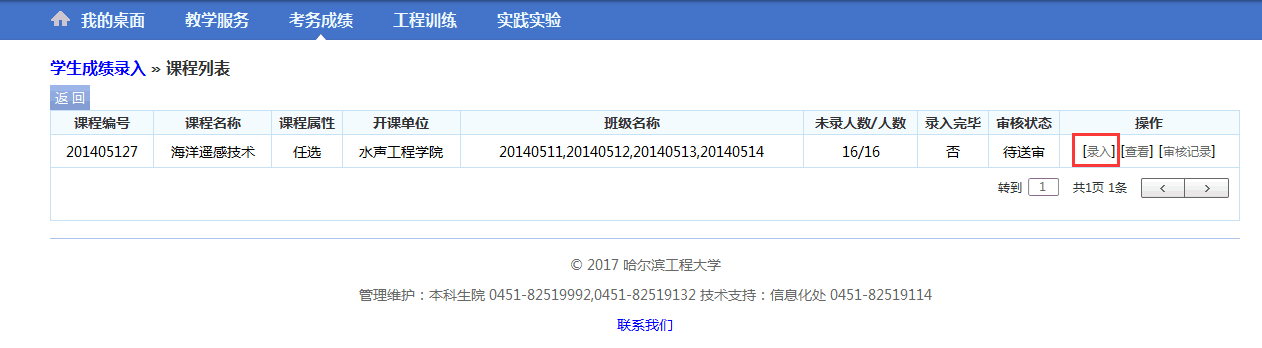 我的桌面 教学服务 考务成绩 工程训练 实践实验
学生成绩录入 » 课程列表
返 回
课程编号 课程名称 课程属性 开课单位 班级名称 未录人数/人数 录入完毕 审核状态 操作
201405127 海洋遥感技术 任选 水声工程学院 20140511,20140512,20140513,20140514 16/16 否 待送审 [录入] [查看] [审核记录]
转到 1 共1页 1条 < >
© 2017 哈尔滨工程大学
管理维护：本科生院 0451-82519992,0451-82519132 技术支持：信息化处 0451-82519114
联系我们